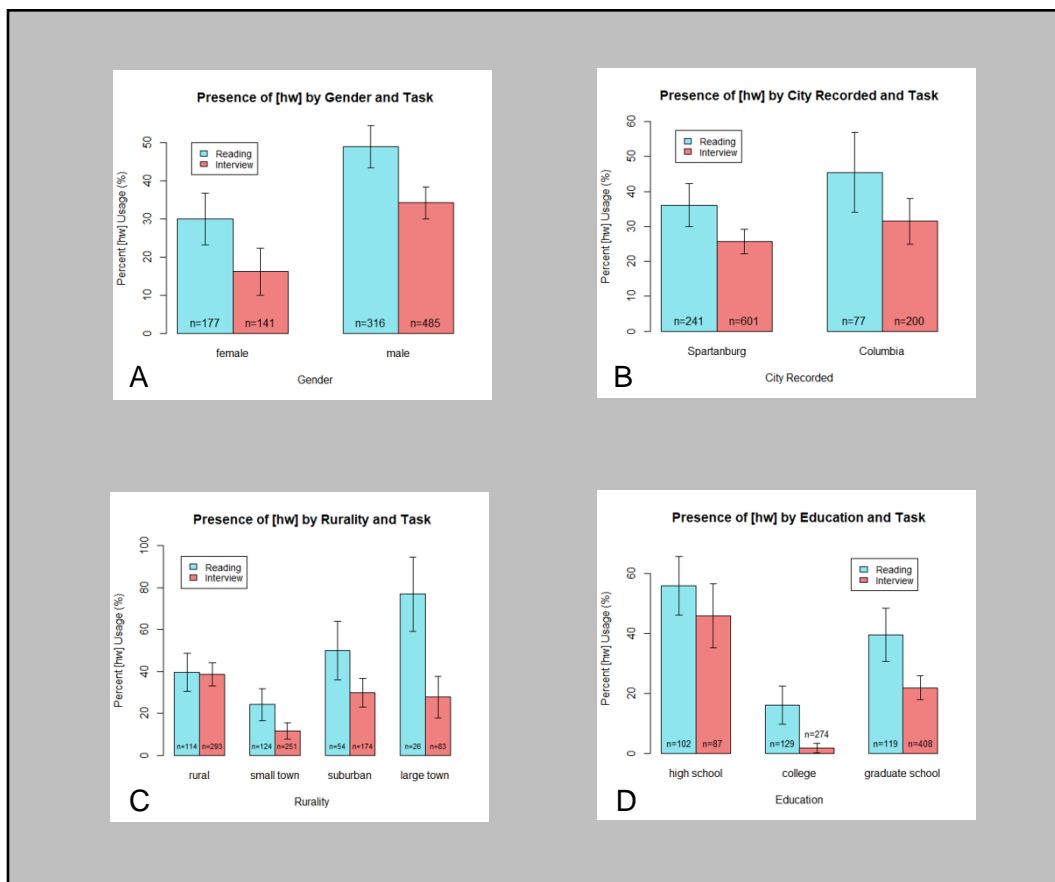 Presence of [hw] by Gender and Task
Percent [hw] Usage (%)
0
10
20
30
40
50
Reading
Interview
n=177
n=141
n=316
n=485
female
male
Gender
A
Presence of [hw] by City Recorded and Task
Percent [hw] Usage (%)
0
10
20
30
40
50
60
Reading
Interview
n=241
n=601
n=77
n=200
Spartanburg
Columbia
City Recorded
B
Presence of [hw] by Rurality and Task
Percent [hw] Usage (%)
0
20
40
60
80
100
Reading
Interview
n=114
n=293
n=124
n=251
n=54
n=174
n=26
n=83
rural
small town
suburban
large town
Rurality
C
Presence of [hw] by Education and Task
Percent [hw] Usage (%)
0
20
40
60
Reading
Interview
n=102
n=87
n=129
n=274
n=119
n=408
high school
college
graduate school
Education
D